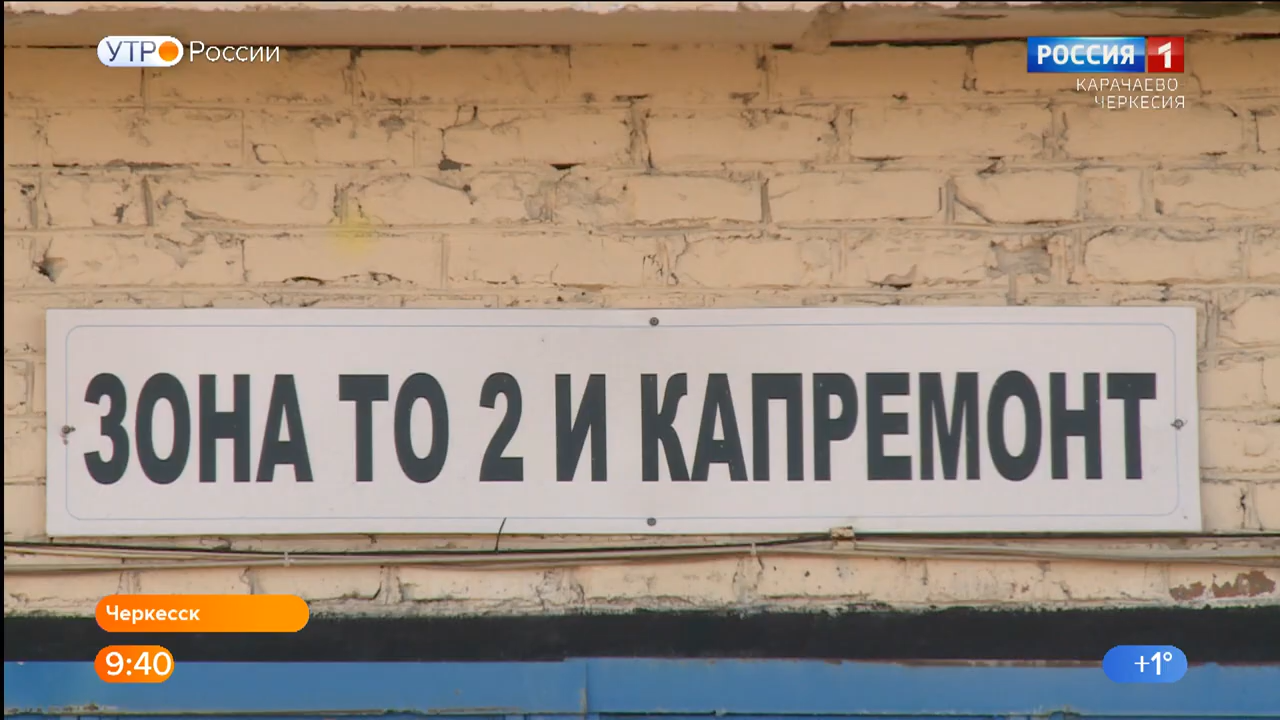 УТРО России
РОССИЯ 1
КАРАЧАЕВО
ЧЕРКЕСИЯ
ЗОНА ТО 2 И КАПРЕМОНТ
Черкесск
9:40
+1°